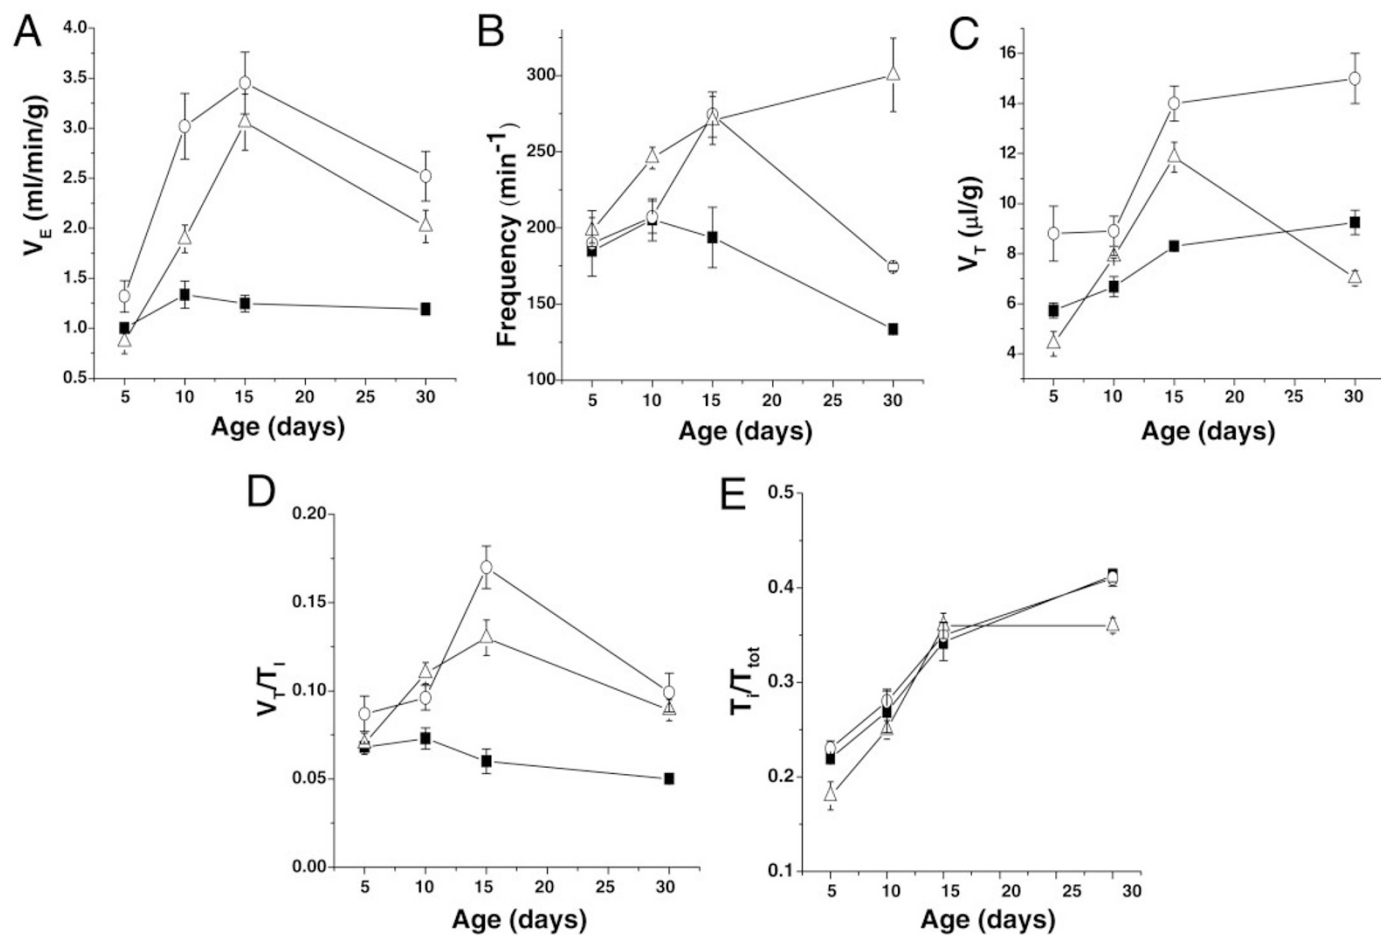 A
4.0
3.5
3.0
2.5
2.0
1.5
1.0
0.5
V_E (ml/min/g)
5 10 15 20 25 30
Age (days)
B
300
250
200
150
100
Frequency (min⁻¹)
5 10 15 20 25 30
Age (days)
C
16
14
12
10
8
6
4
V_T (μl/g)
5 10 15 20 25 30
Age (days)
D
0.20
0.15
0.10
0.05
0.00
V_T/T_I
5 10 15 20 25 30
Age (days)
E
0.5
0.4
0.3
0.2
0.1
T_i/T_tot
5 10 15 20 25 30
Age (days)